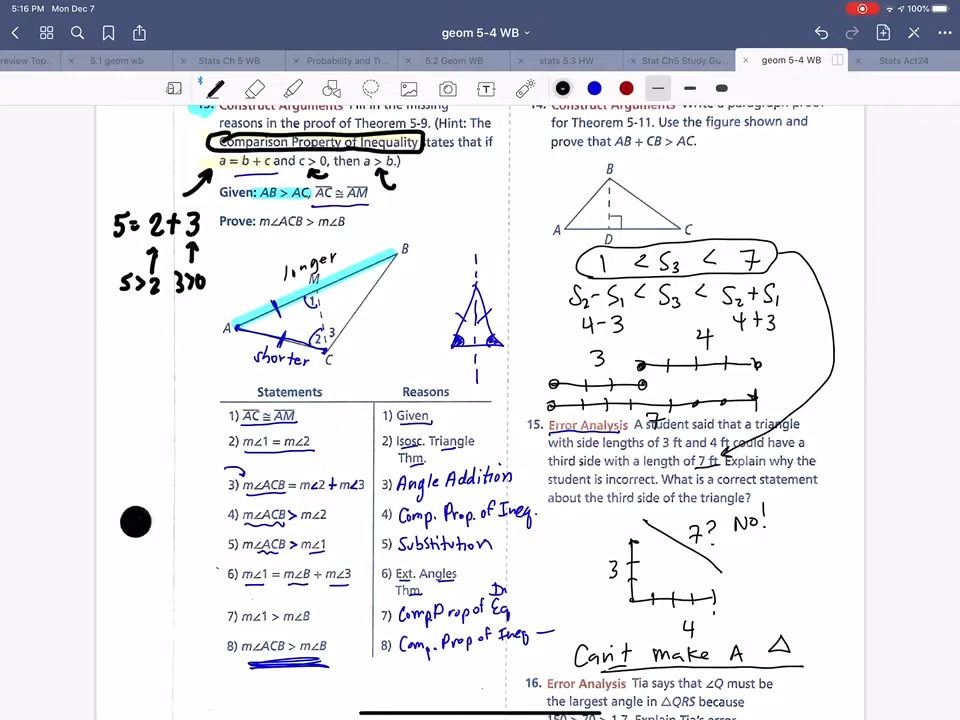 5:16 PM Mon Dec 7
100%
geom 5-4 WB
review Top...
5.1 geom wb
Stats Ch 5 WB
Probability and Tr...
5.2 Geom WB
stats 5.3 HW
Stat Ch5 Study Gu...
geom 5-4 WB
Stats Act24
13. Construct Arguments Fill in the missing
reasons in the proof of Theorem 5-9. (Hint: The
Comparison Property of Inequality states that if
a = b + c and c > 0, then a > b.)
Given: AB > AC, AC ≅ AM
Prove: m∠ACB > m∠B
5 = 2 + 3
5>2 3>0
longer
B
M
1
A
2 3
C
shorter
Statements Reasons
1) AC ≅ AM 1) Given
2) m∠1 = m∠2 2) Isosc. Triangle
Thm.
3) m∠ACB = m∠2 + m∠3 3) Angle Addition
4) m∠ACB > m∠2 4) Comp. Prop. of Ineq.
5) m∠ACB > m∠1 5) Substitution
6) m∠1 = m∠B + m∠3 6) Ext. Angles
Thm.
In
7) m∠1 > m∠B 7) Comp Prop of Eq
8) m∠ACB > m∠B 8) Comp. Prop of Ineq
14. Construct Arguments Write a paragraph proof
for Theorem 5-11. Use the figure shown and
prove that AB + CB > AC.
B
A
D
C
1 < S3 < 7
S2-S1 < S3 < S2+S1
4-3 4+3
4
3
7
15. Error Analysis A student said that a triangle
with side lengths of 3 ft and 4 ft could have a
third side with a length of 7 ft. Explain why the
student is incorrect. What is a correct statement
about the third side of the triangle?
7? No!
3
4
Can't make A △
16. Error Analysis Tia says that ∠Q must be
the largest angle in △QRS because